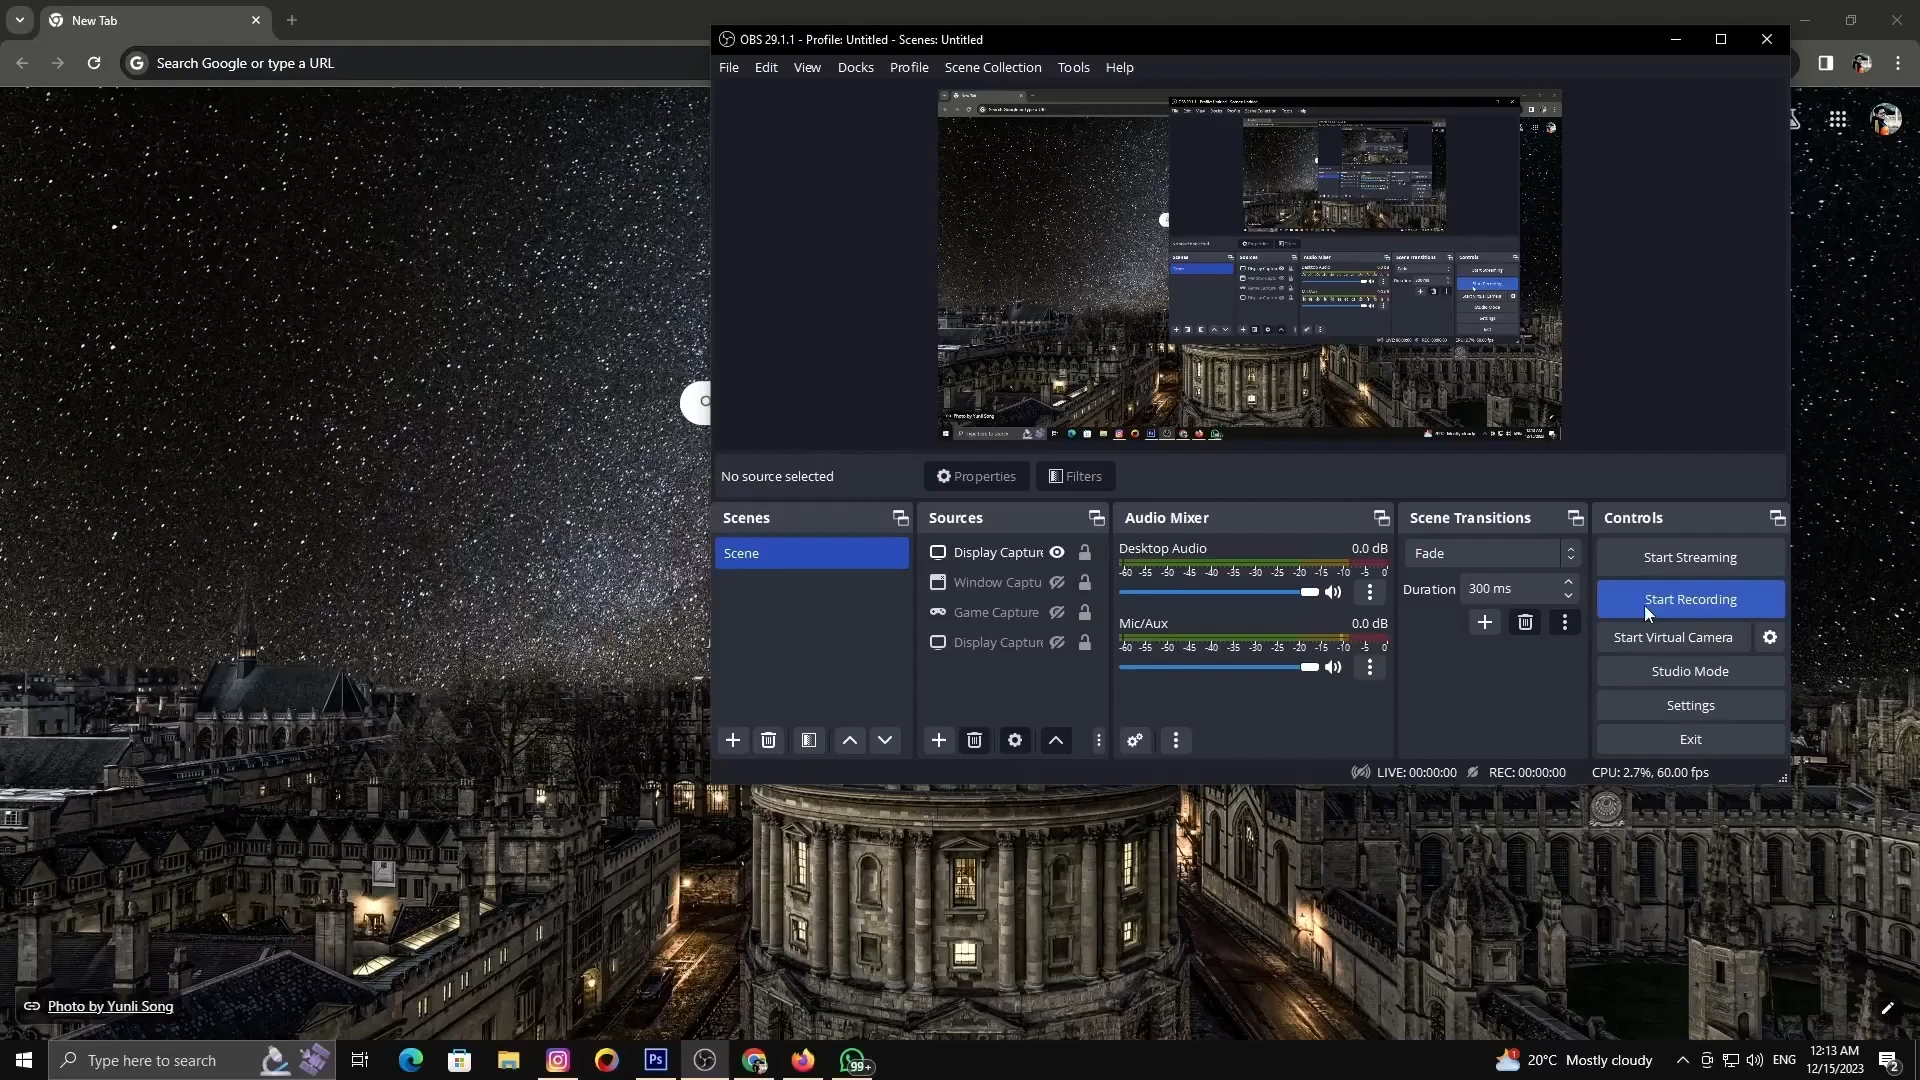 New Tab
Search Google or type a URL
OBS 29.1.1 - Profile: Untitled - Scenes: Untitled
File Edit View Docks Profile Scene Collection Tools Help
No source selected
Properties
Filters
Scenes
Scene
Sources
Display Capture
Window Captu
Game Capture
Display Capture
Audio Mixer
Desktop Audio 0.0 dB
-60 -55 -50 -45 -40 -35 -30 -25 -20 -15 -10 -5 0
Mic/Aux 0.0 dB
-60 -55 -50 -45 -40 -35 -30 -25 -20 -15 -10 -5 0
Scene Transitions
Fade
Duration 300 ms
Controls
Start Streaming
Start Recording
Start Virtual Camera
Studio Mode
Settings
Exit
LIVE: 00:00:00 REC: 00:00:00 CPU: 2.7%, 60.00 fps
Photo by Yunli Song
Type here to search
Ps
99+
1
20°C Mostly cloudy
ENG
12:13 AM
12/15/2023
2